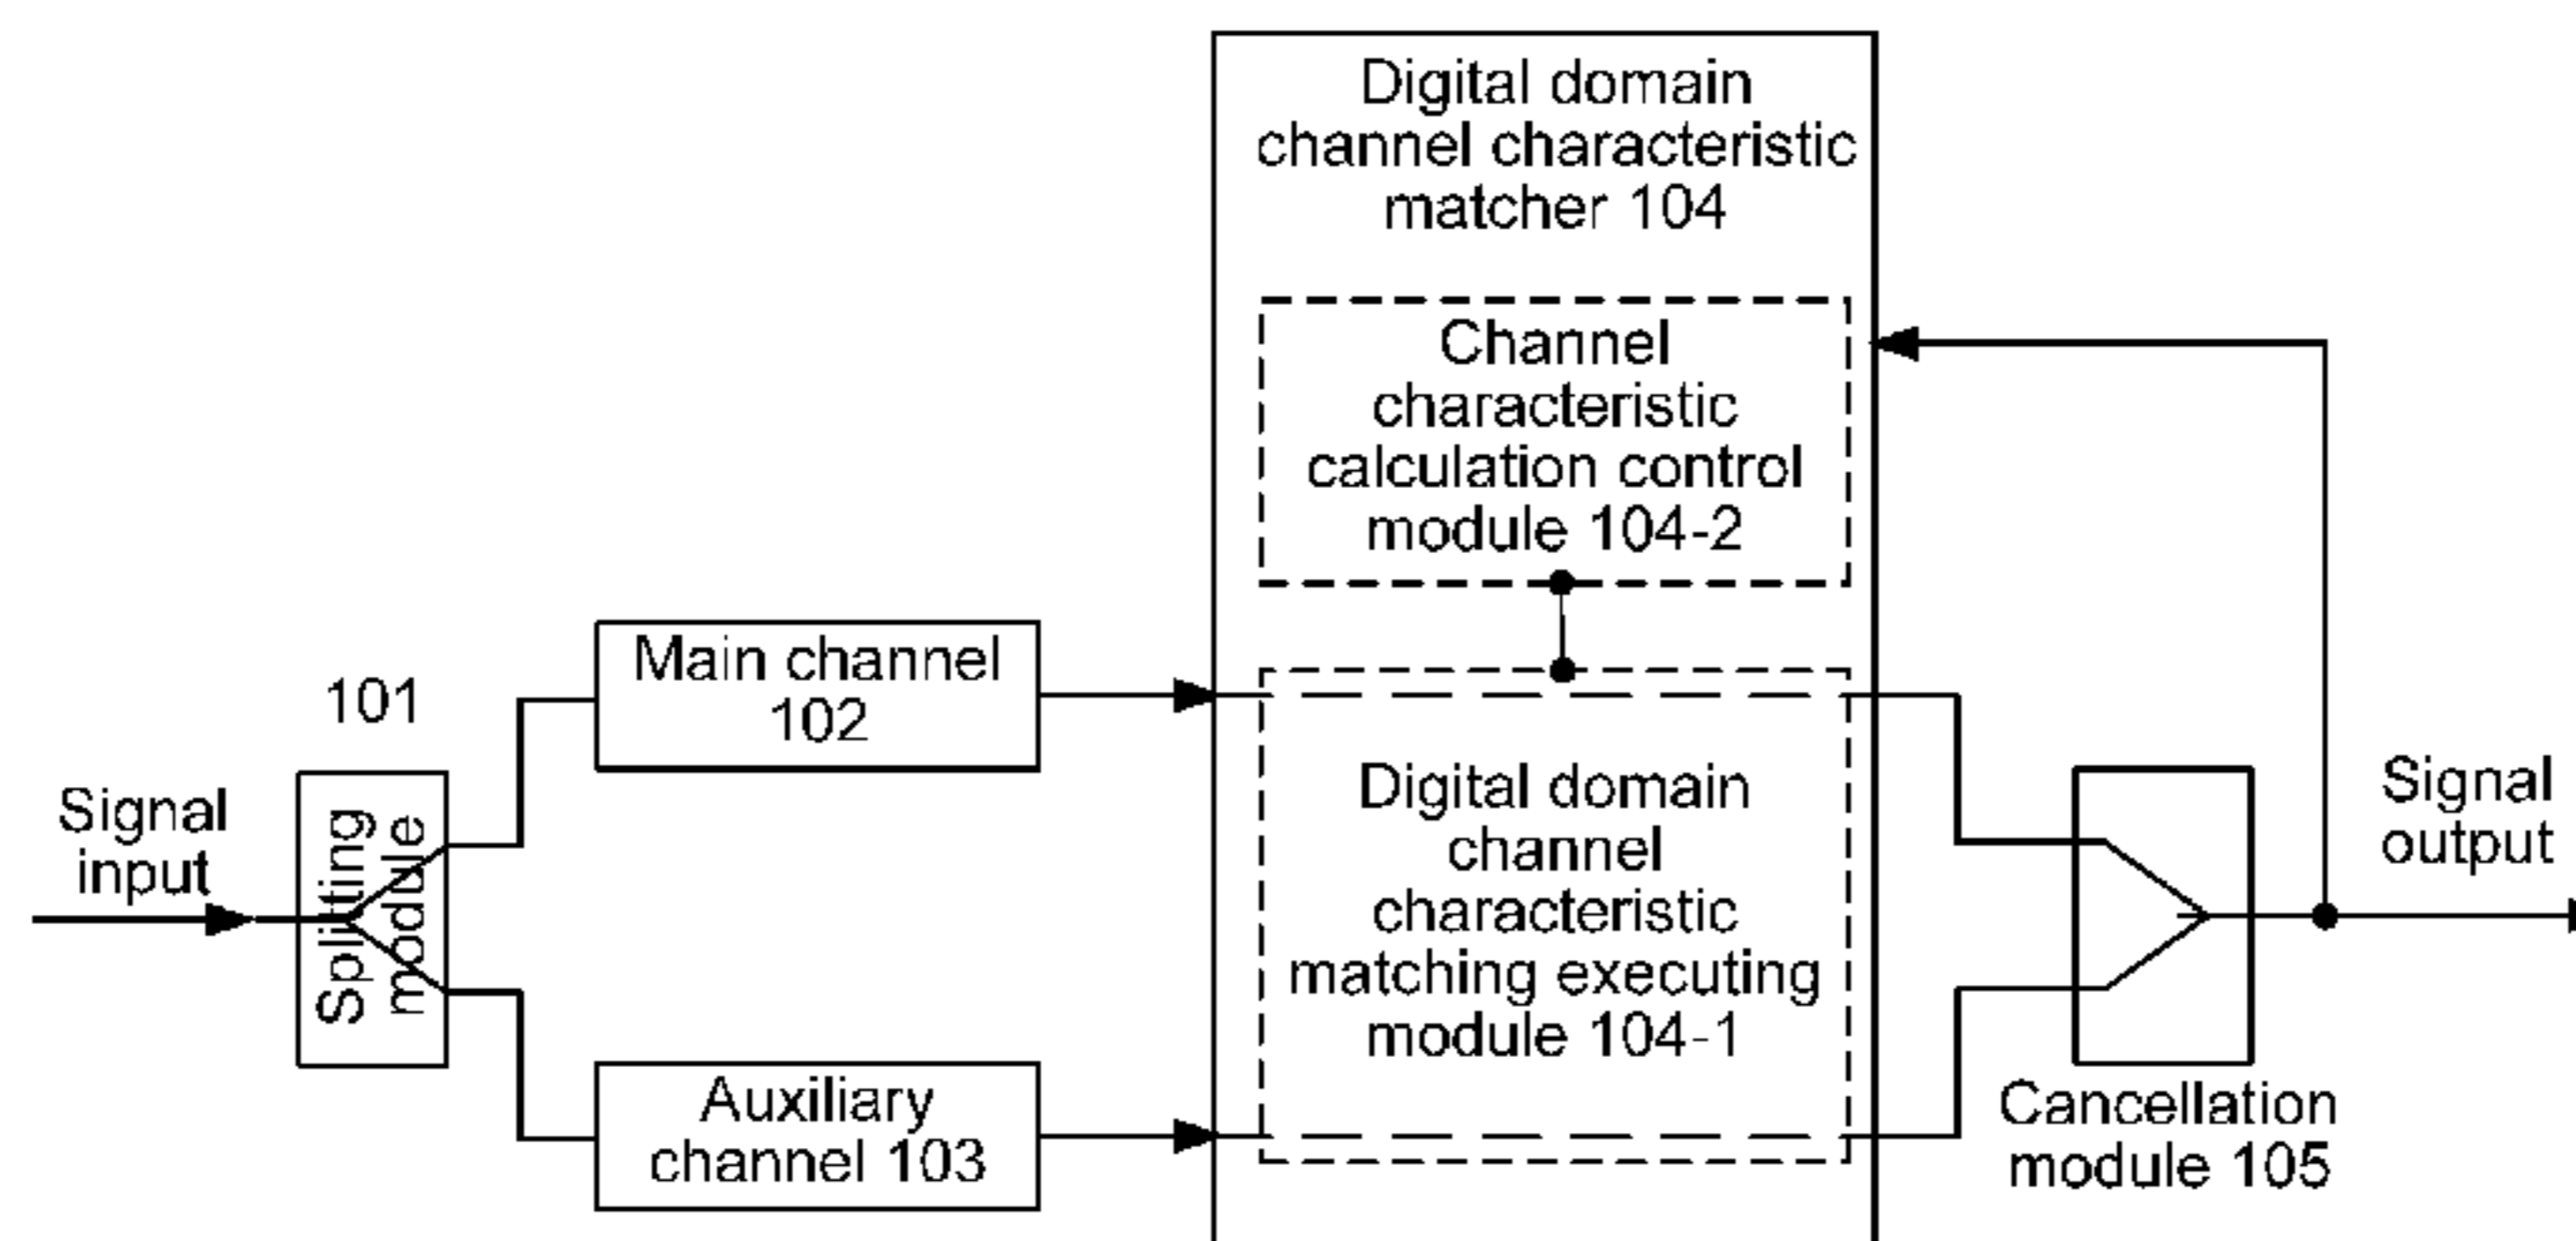 Digital domain
channel characteristic
matcher 104
Channel
characteristic
calculation control
module 104-2
Main channel
102
101
Signal
input
Splitting
module
Digital domain
channel
characteristic
matching executing
module 104-1
Signal
output
Auxiliary
channel 103
Cancellation
module 105